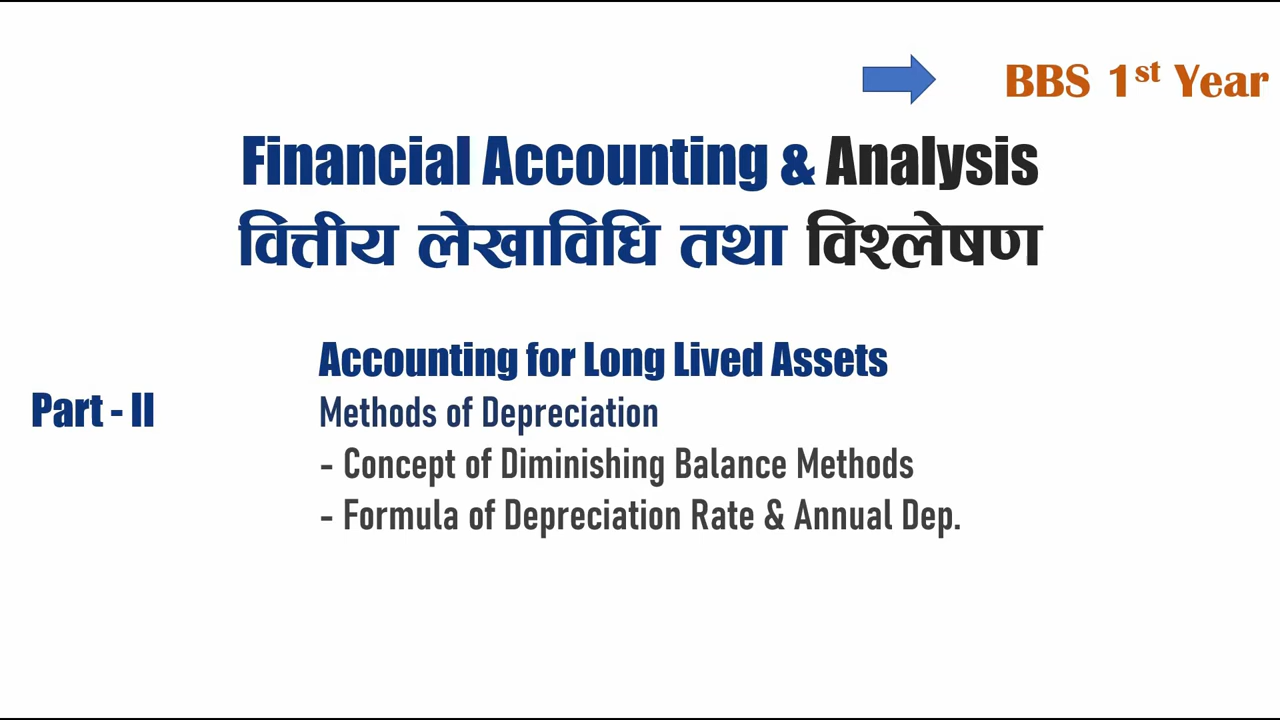 BBS 1st Year
Financial Accounting & Analysis
वित्तीय लेखाविधि तथा विश्लेषण
Accounting for Long Lived Assets
Part - II
Methods of Depreciation
- Concept of Diminishing Balance Methods
- Formula of Depreciation Rate & Annual Dep.